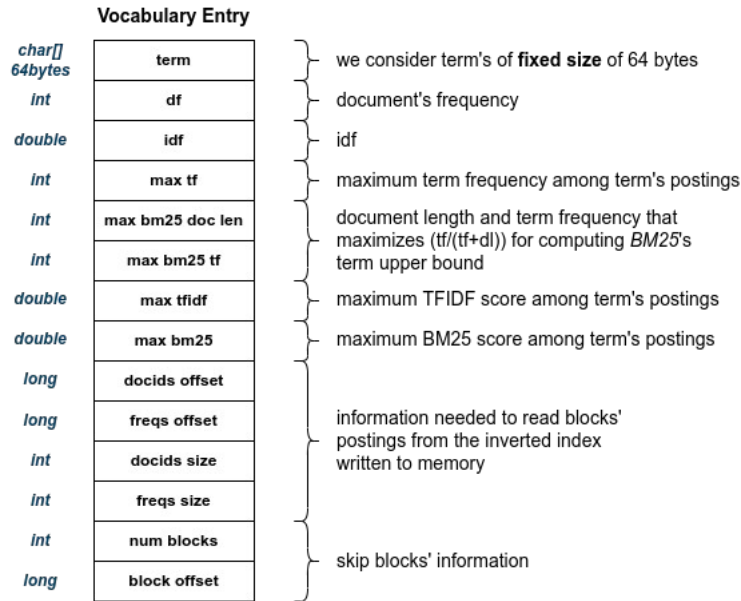 Vocabulary Entry
char[]
64bytes
term
we consider term's of fixed size of 64 bytes
int
df
document's frequency
double
idf
idf
int
max tf
maximum term frequency among term's postings
int
max bm25 doc len
int
max bm25 tf
document length and term frequency that
maximizes (tf/(tf+dl)) for computing BM25's
term upper bound
double
max tfidf
maximum TFIDF score among term's postings
double
max bm25
maximum BM25 score among term's postings
long
docids offset
long
freqs offset
int
docids size
int
freqs size
information needed to read blocks'
postings from the inverted index
written to memory
int
num blocks
long
block offset
skip blocks' information